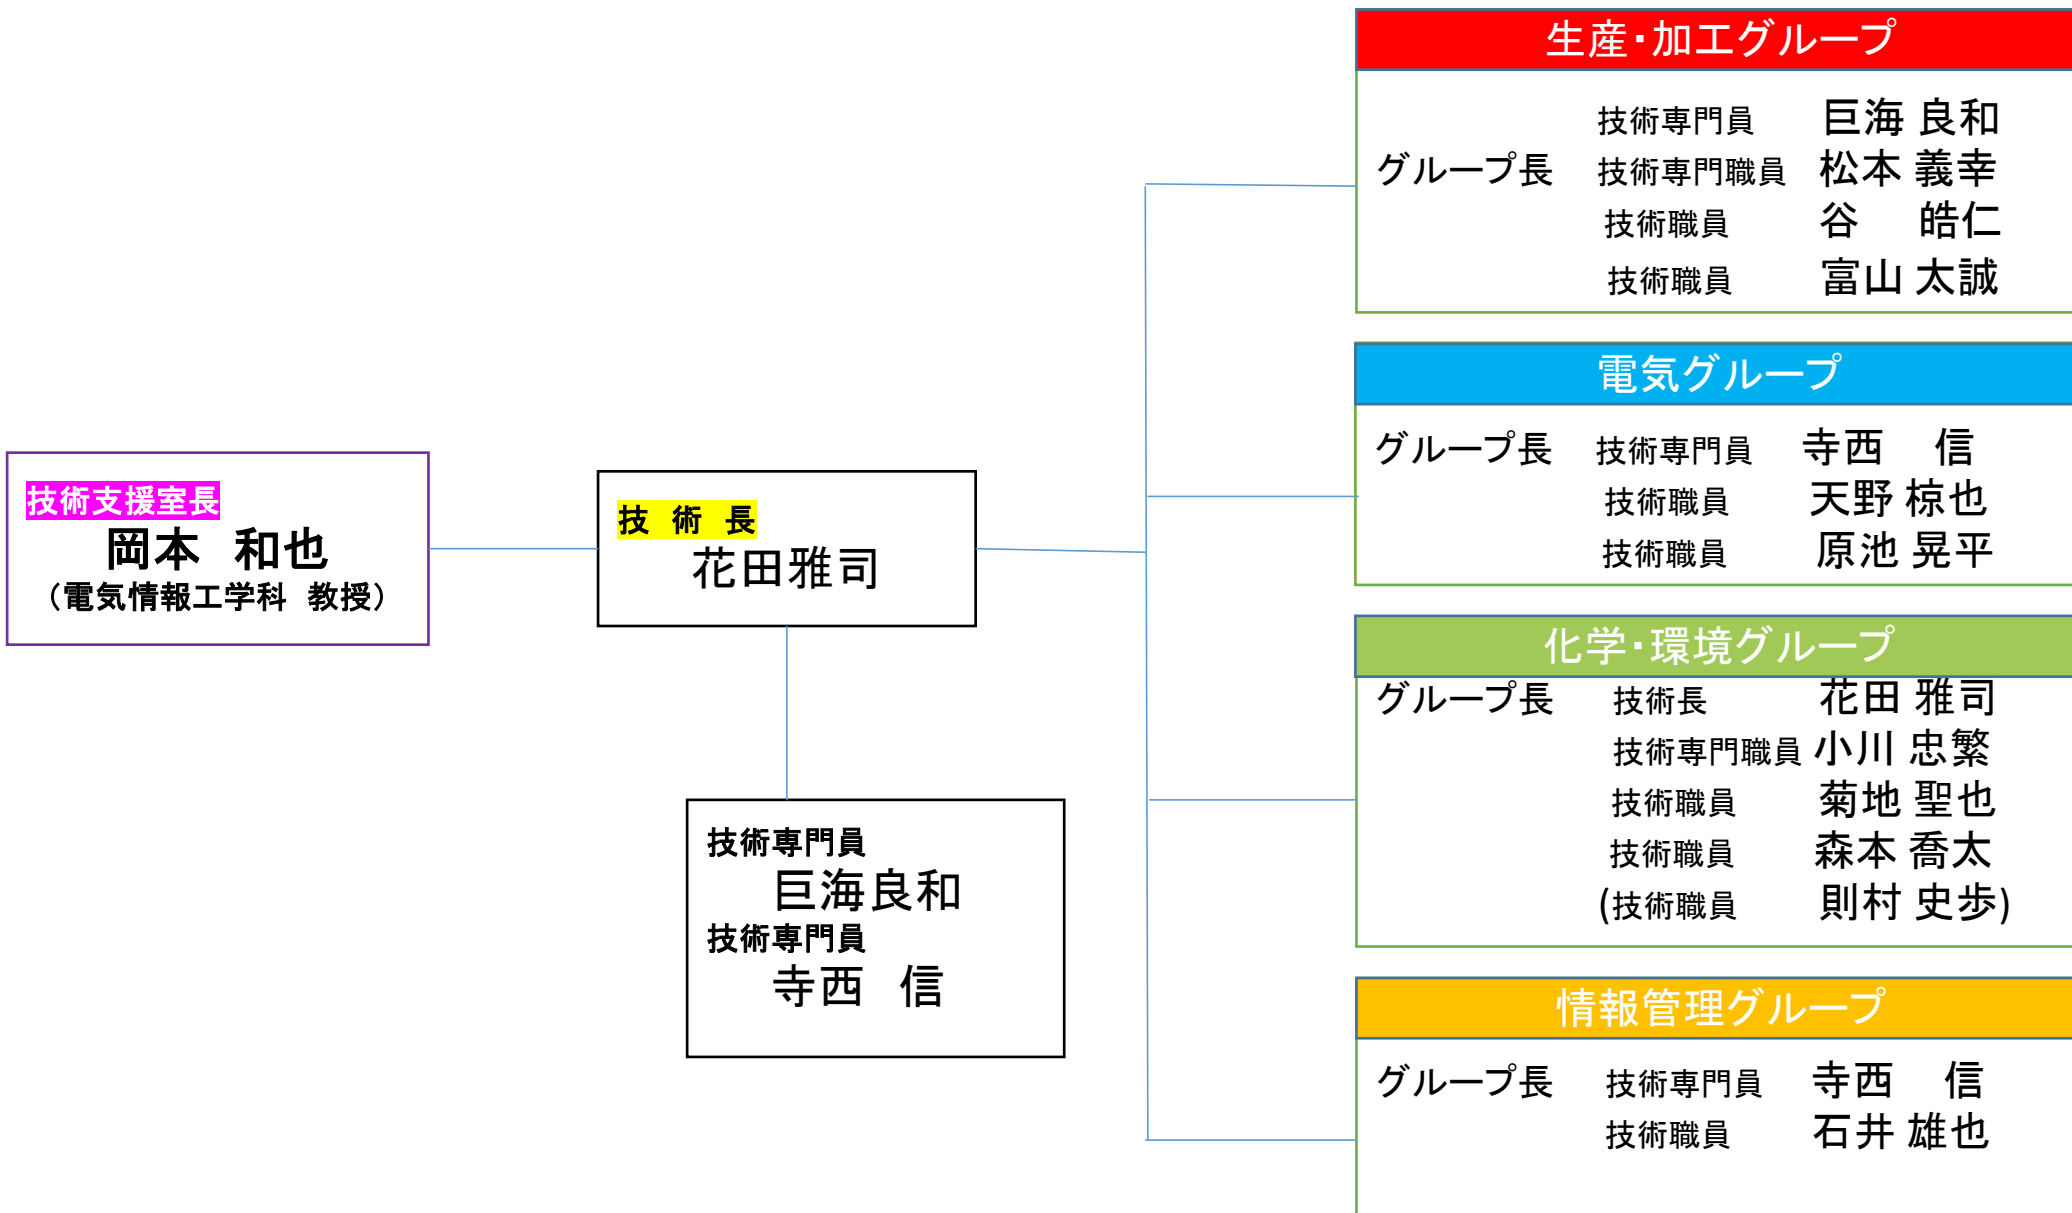 技術支援室長
岡本 和也
（電気情報工学科 教授）
技 術 長
花田雅司
技術専門員
巨海良和
技術専門員
寺西 信
生産・加工グループ
技術専門員 巨海 良和
グループ長 技術専門職員 松本 義幸
技術職員 谷 皓仁
技術職員 富山 太誠
電気グループ
グループ長 技術専門員 寺西 信
技術職員 天野 椋也
技術職員 原池 晃平
化学・環境グループ
グループ長 技術長 花田 雅司
技術専門職員 小川 忠繁
技術職員 菊地 聖也
技術職員 森本 喬太
(技術職員 則村 史歩)
情報管理グループ
グループ長 技術専門員 寺西 信
技術職員 石井 雄也